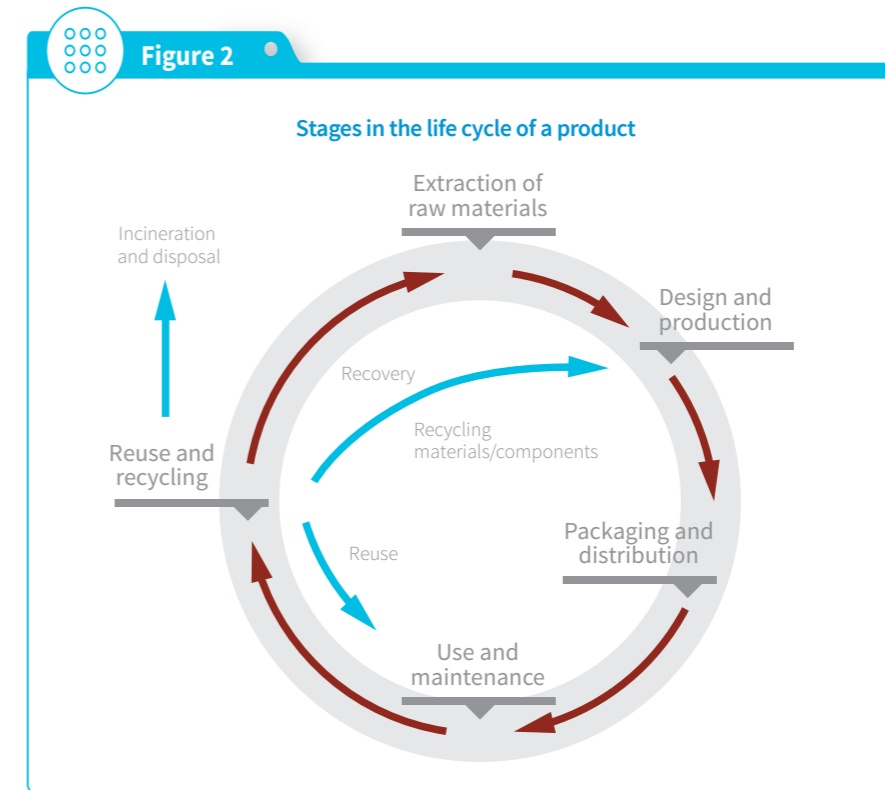 Figure 2
Stages in the life cycle of a product
Extraction of
raw materials
Incineration
and disposal
Design and
production
Recovery
Recycling
materials/components
Reuse and
recycling
Packaging and
distribution
Reuse
Use and
maintenance